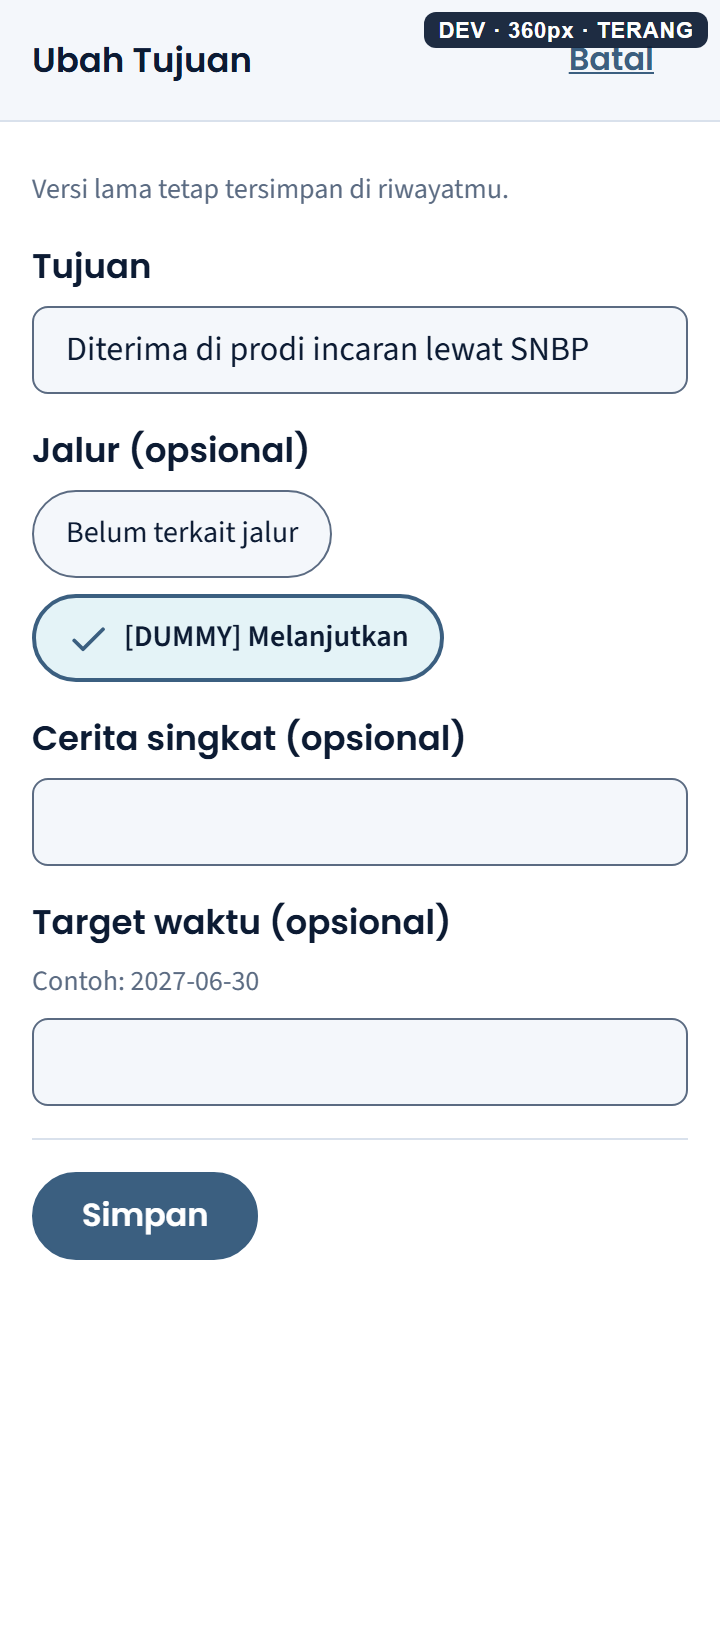 DEV · 360px · TERANG
Ubah Tujuan
Batal
Versi lama tetap tersimpan di riwayatmu.
Tujuan
Diterima di prodi incaran lewat SNBP
Jalur (opsional)
Belum terkait jalur
[DUMMY] Melanjutkan
Cerita singkat (opsional)
Target waktu (opsional)
Contoh: 2027-06-30
Simpan